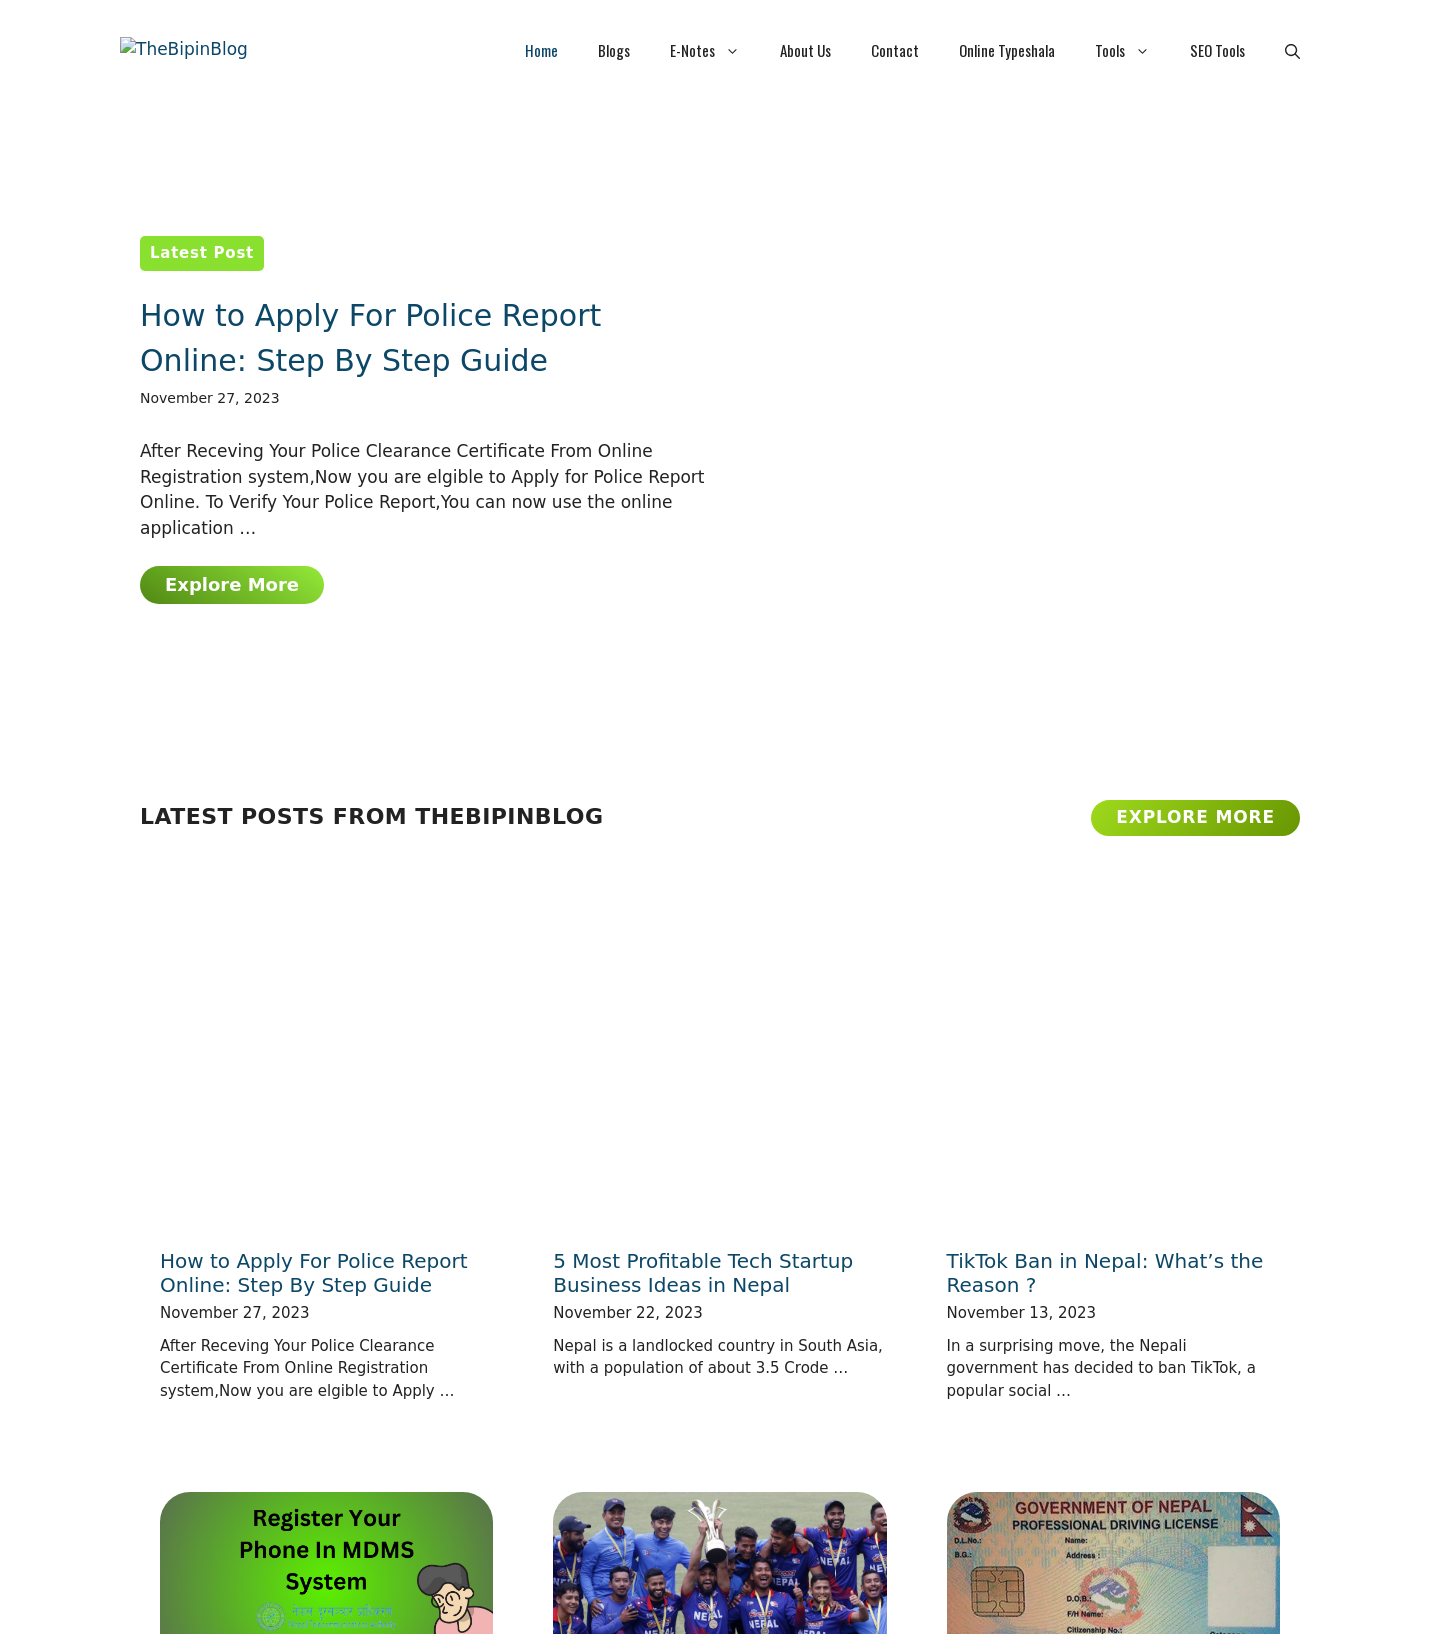 TheBipinBlog
Home
Blogs
E-Notes
About Us
Contact
Online Typeshala
Tools
SEO Tools
Latest Post
How to Apply For Police Report
Online: Step By Step Guide
November 27, 2023
After Receving Your Police Clearance Certificate From Online
Registration system,Now you are elgible to Apply for Police Report
Online. To Verify Your Police Report,You can now use the online
application …
Explore More
LATEST POSTS FROM THEBIPINBLOG
EXPLORE MORE
How to Apply For Police Report
Online: Step By Step Guide
November 27, 2023
After Receving Your Police Clearance
Certificate From Online Registration
system,Now you are elgible to Apply …
5 Most Profitable Tech Startup
Business Ideas in Nepal
November 22, 2023
Nepal is a landlocked country in South Asia,
with a population of about 3.5 Crode …
TikTok Ban in Nepal: What’s the
Reason ?
November 13, 2023
In a surprising move, the Nepali
government has decided to ban TikTok, a
popular social …
Register Your
Phone In MDMS
System
NEPAL
NEPAL
NEPAL
NEPAL
NEPAL
GOVERNMENT OF NEPAL
PROFESSIONAL DRIVING LICENSE
D.L.No.:
B.G.:
Name:
Address :
D.O.B.:
F/H Name:
Citizenship No.: